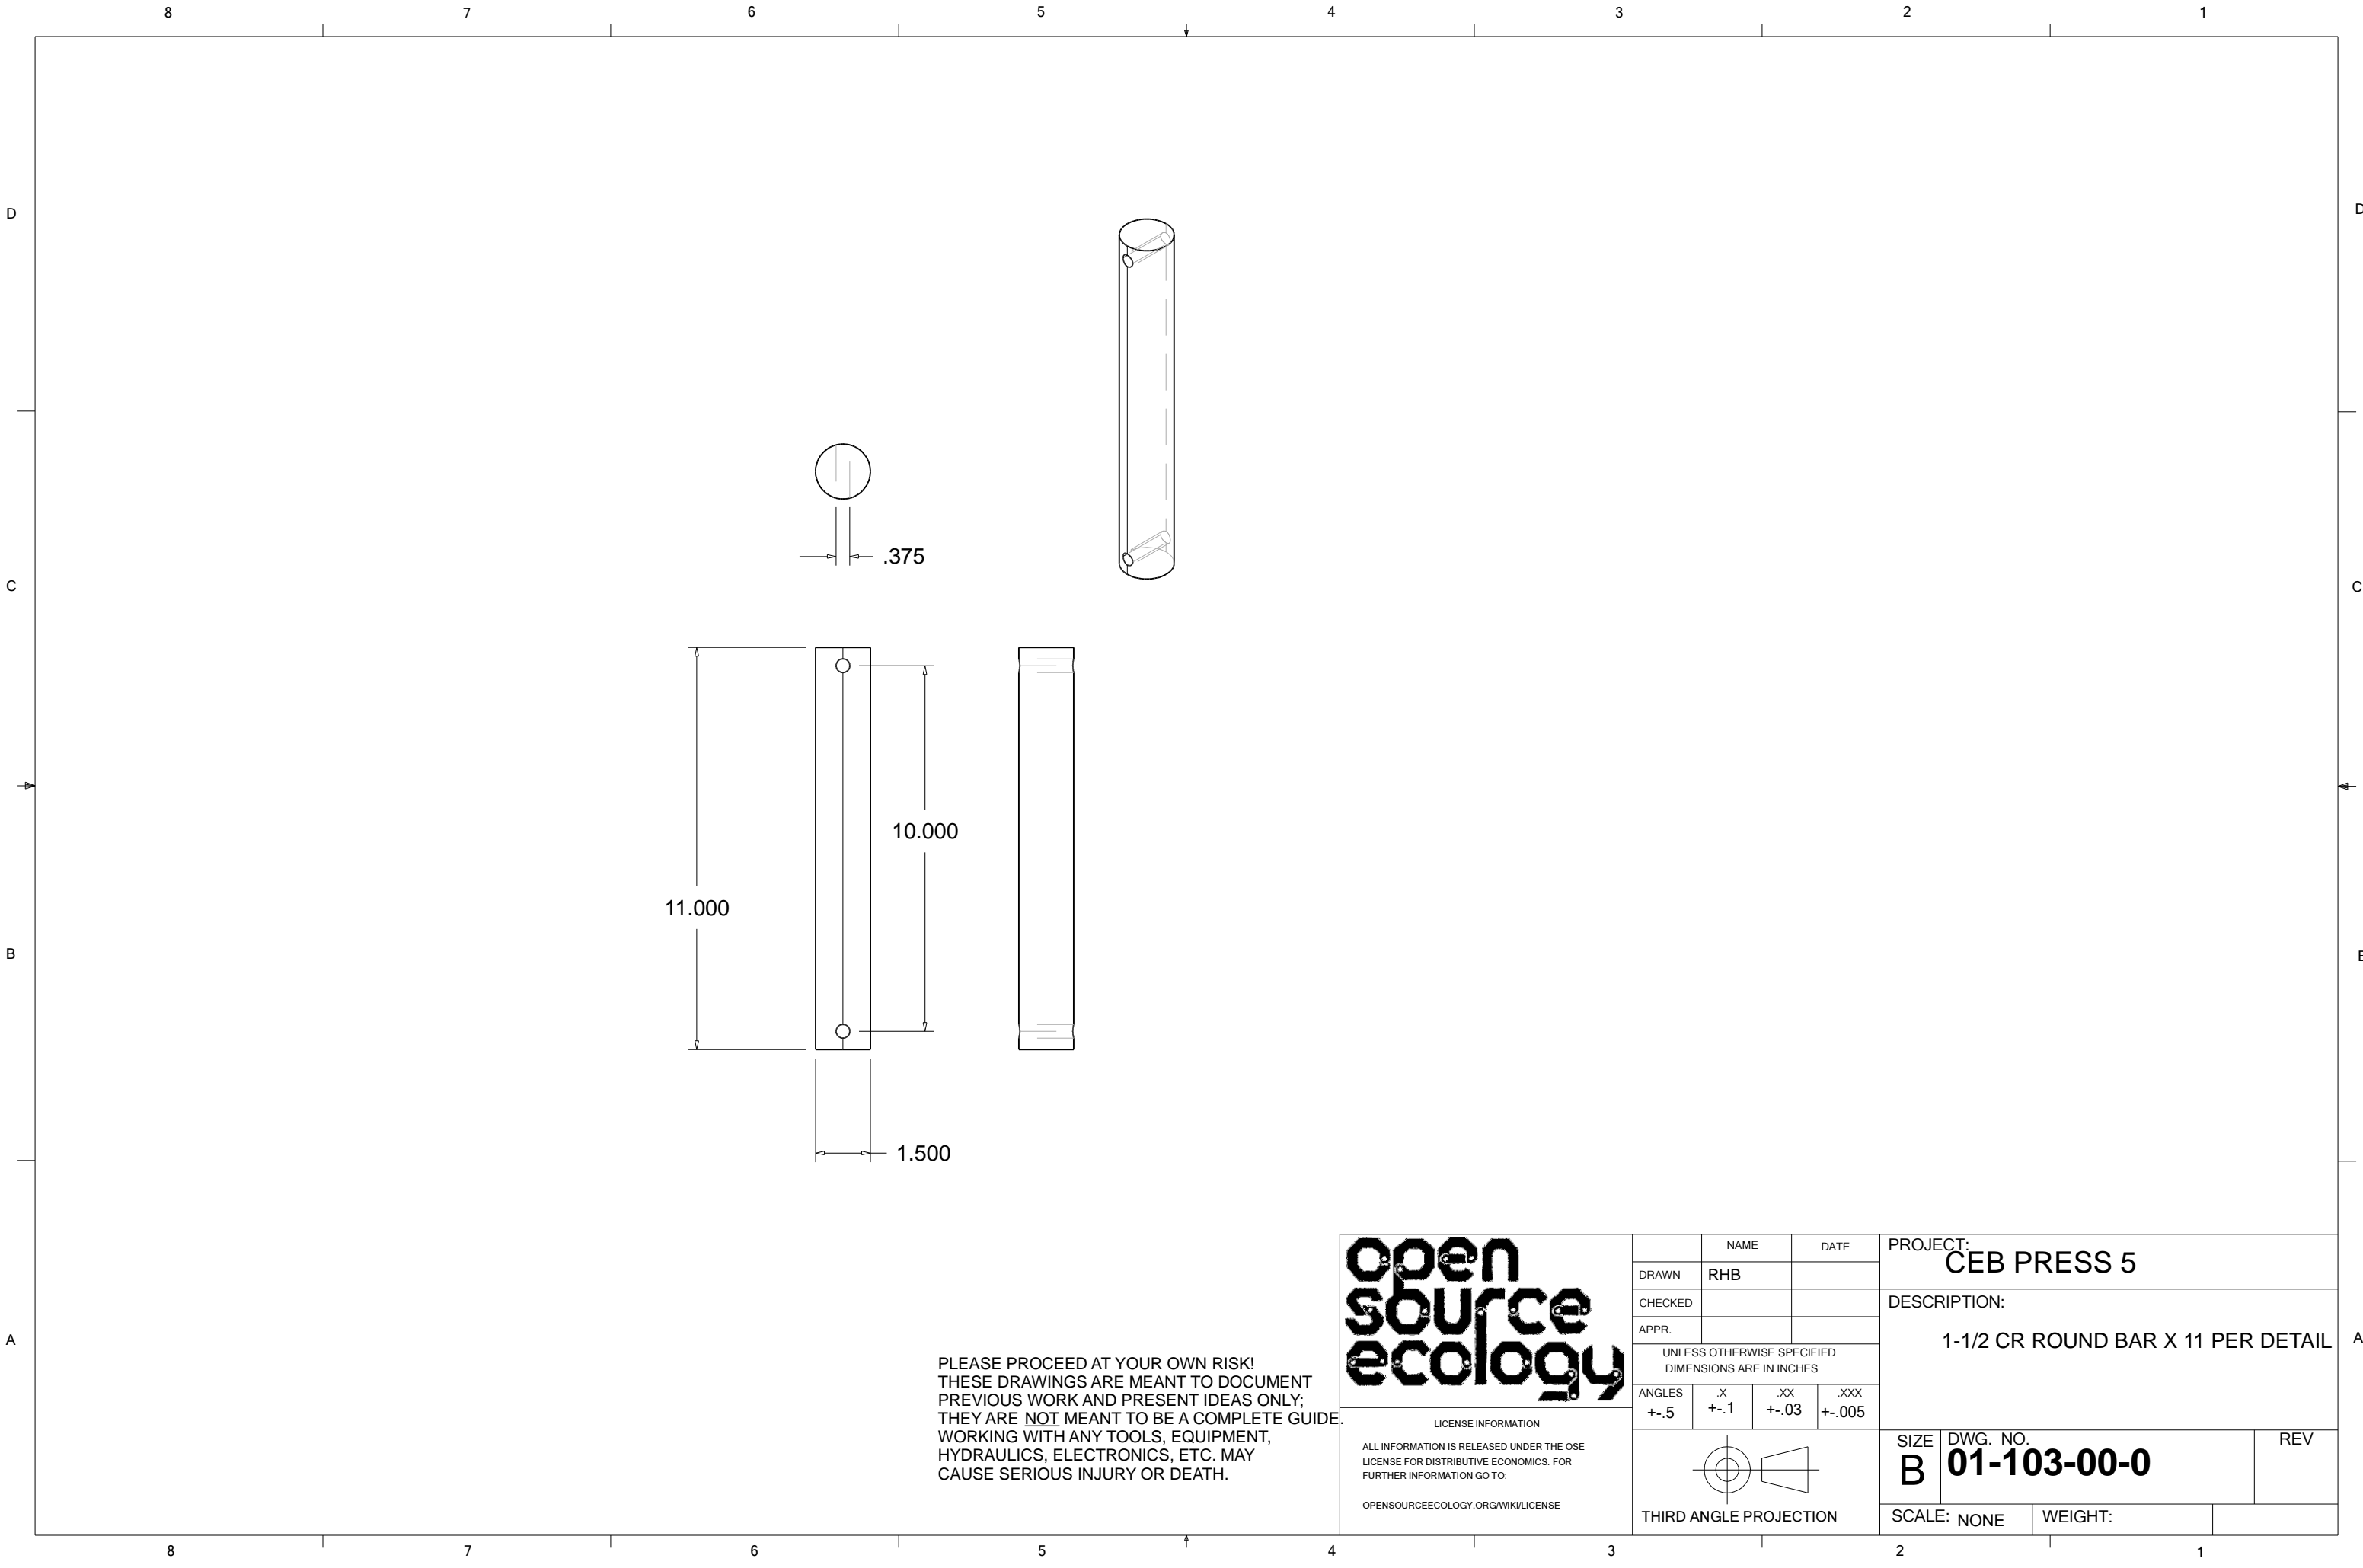 8 7 6 5 4 3 2 1
D D
.375
C C
10.000
11.000
B B
1.500
open
source
ecology
NAME DATE
DRAWN RHB
CHECKED
APPR.
UNLESS OTHERWISE SPECIFIED
DIMENSIONS ARE IN INCHES
ANGLES .X .XX .XXX
+-.5 +-.1 +-.03 +-.005
THIRD ANGLE PROJECTION
PROJECT:
CEB PRESS 5
DESCRIPTION:
1-1/2 CR ROUND BAR X 11 PER DETAIL
SIZE DWG. NO. REV
B 01-103-00-0
SCALE: NONE WEIGHT:
A A
PLEASE PROCEED AT YOUR OWN RISK!
THESE DRAWINGS ARE MEANT TO DOCUMENT
PREVIOUS WORK AND PRESENT IDEAS ONLY;
THEY ARE NOT MEANT TO BE A COMPLETE GUIDE.
WORKING WITH ANY TOOLS, EQUIPMENT,
HYDRAULICS, ELECTRONICS, ETC. MAY
CAUSE SERIOUS INJURY OR DEATH.
LICENSE INFORMATION
ALL INFORMATION IS RELEASED UNDER THE OSE
LICENSE FOR DISTRIBUTIVE ECONOMICS. FOR
FURTHER INFORMATION GO TO:
OPENSOURCEECOLOGY.ORG/WIKI/LICENSE
8 7 6 5 4 3 2 1